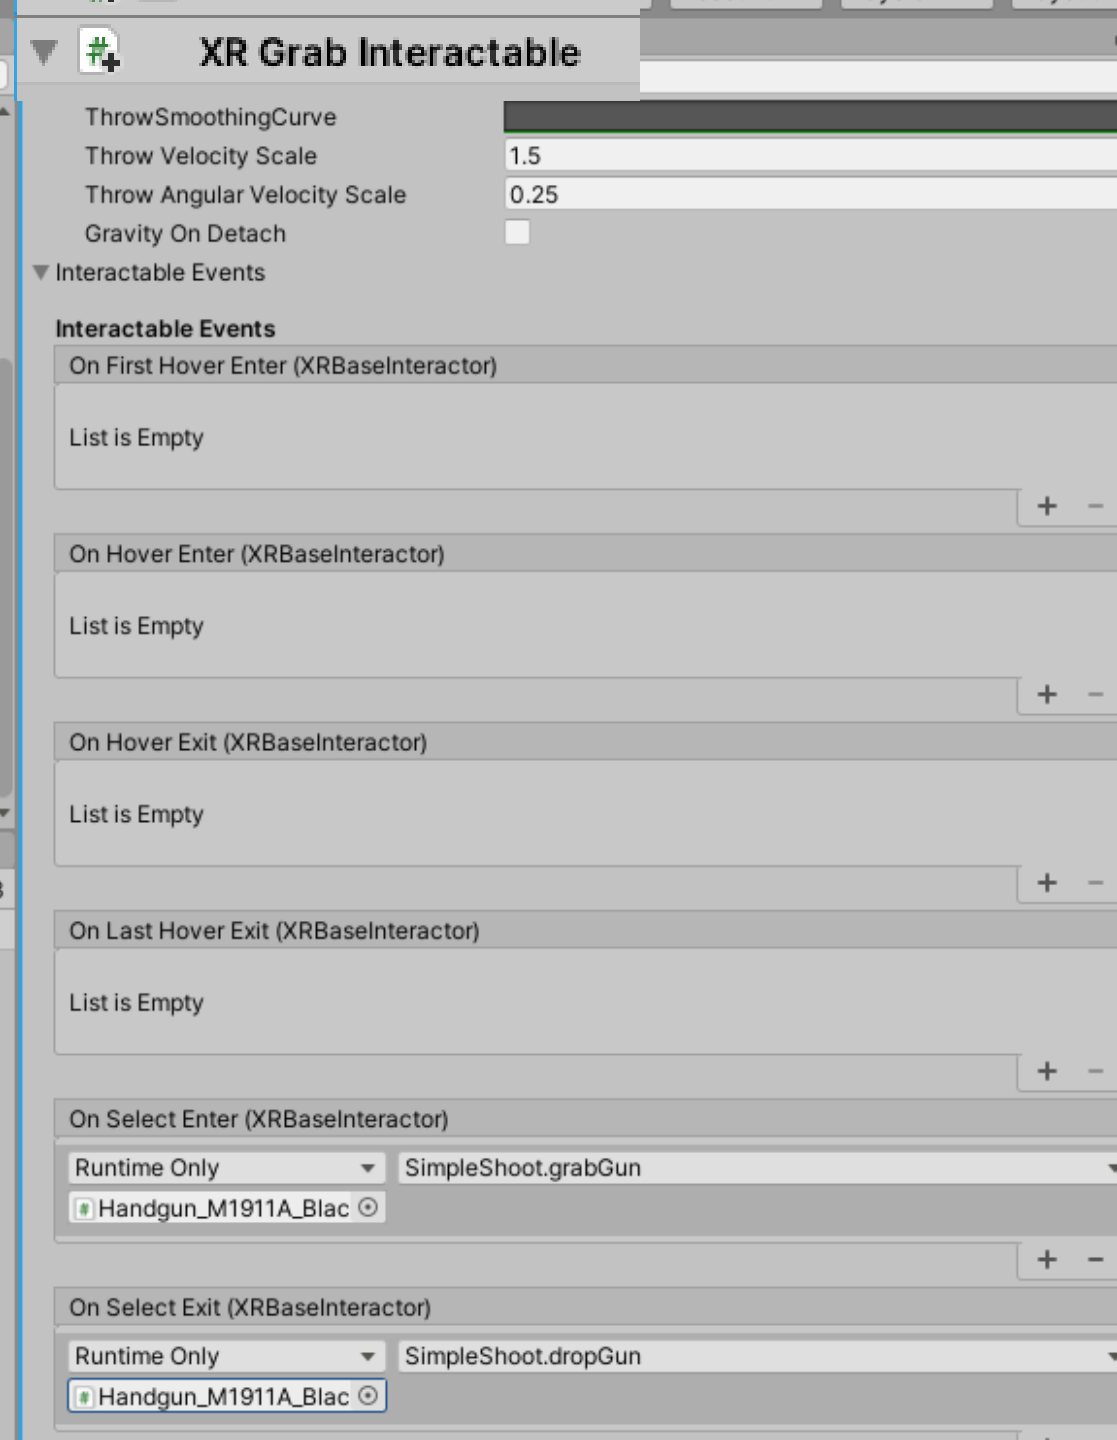 XR Grab Interactable
ThrowSmoothingCurve
Throw Velocity Scale 1.5
Throw Angular Velocity Scale 0.25
Gravity On Detach
Interactable Events
Interactable Events
On First Hover Enter (XRBaseInteractor)
List is Empty
+ −
On Hover Enter (XRBaseInteractor)
List is Empty
+ −
On Hover Exit (XRBaseInteractor)
List is Empty
+ −
On Last Hover Exit (XRBaseInteractor)
List is Empty
+ −
On Select Enter (XRBaseInteractor)
Runtime Only SimpleShoot.grabGun
# Handgun_M1911A_Blac
+ −
On Select Exit (XRBaseInteractor)
Runtime Only SimpleShoot.dropGun
# Handgun_M1911A_Blac